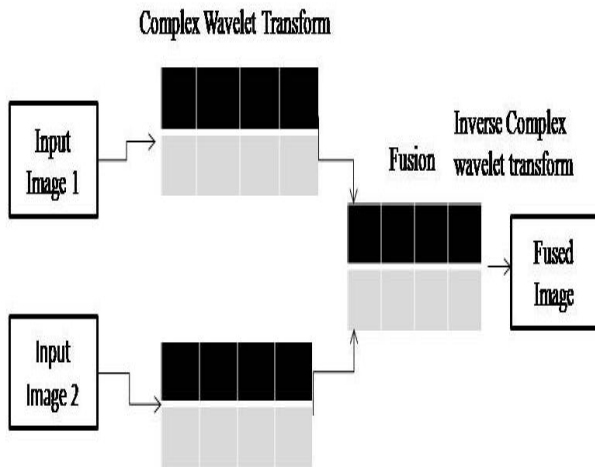 Complex Wavelet Transform
Input
Image 1
Fusion
Inverse Complex
wavelet transform
Fused
Image
Input
Image 2